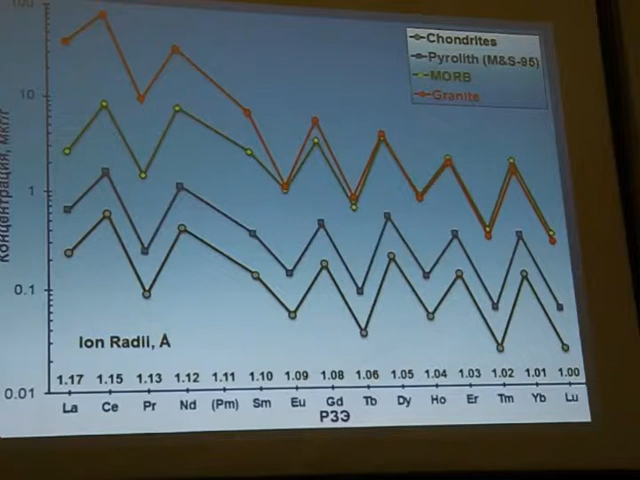 100
Chondrites
Pyrolith (M&S-95)
MORB
Granite
10
1
0.1
0.01
Концентрация, мкг/г
Ion Radii, Å
1.17 1.15 1.13 1.12 1.11 1.10 1.09 1.08 1.06 1.05 1.04 1.03 1.02 1.01 1.00
La Ce Pr Nd (Pm) Sm Eu Gd Tb Dy Ho Er Tm Yb Lu
РЗЭ